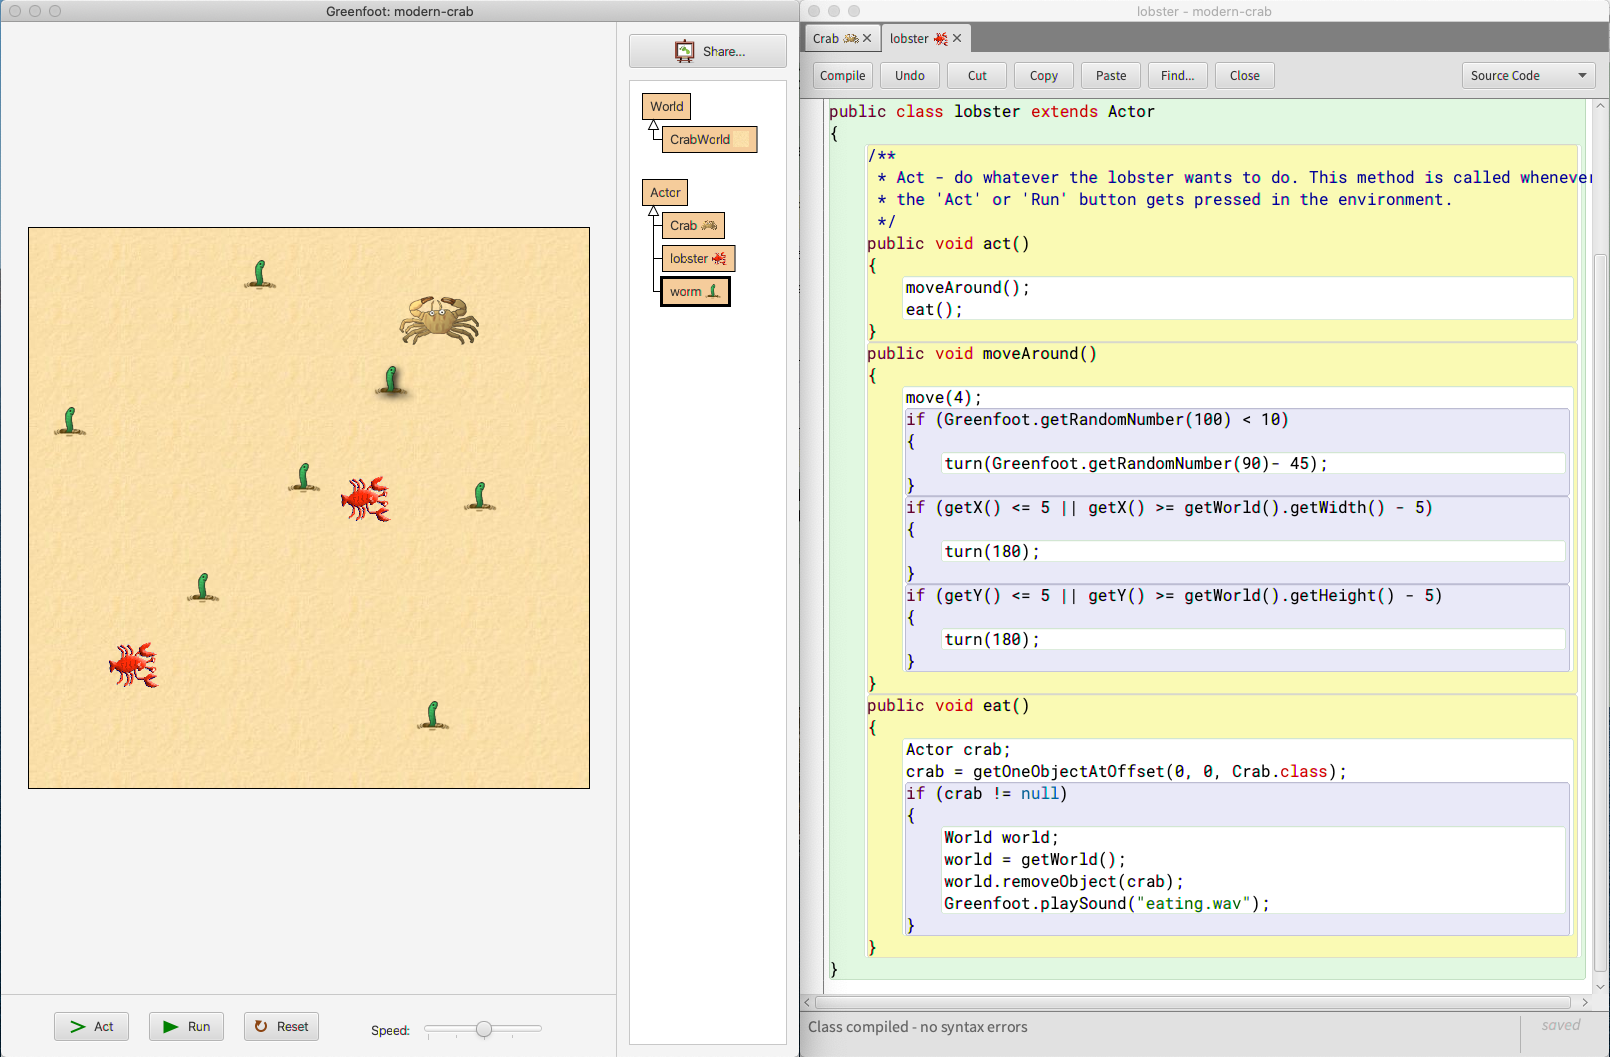 Greenfoot: modern-crab
Share...
World
CrabWorld
Actor
Crab
lobster
worm
Act
Run
Reset
Speed:
lobster - modern-crab
Crab
lobster
Compile
Undo
Cut
Copy
Paste
Find...
Close
Source Code
public class lobster extends Actor
{
/**
* Act - do whatever the lobster wants to do. This method is called whenever
* the 'Act' or 'Run' button gets pressed in the environment.
*/
public void act()
{
moveAround();
eat();
}
public void moveAround()
{
move(4);
if (Greenfoot.getRandomNumber(100) < 10)
{
turn(Greenfoot.getRandomNumber(90)- 45);
}
if (getX() <= 5 || getX() >= getWorld().getWidth() - 5)
{
turn(180);
}
if (getY() <= 5 || getY() >= getWorld().getHeight() - 5)
{
turn(180);
}
}
public void eat()
{
Actor crab;
crab = getOneObjectAtOffset(0, 0, Crab.class);
if (crab != null)
{
World world;
world = getWorld();
world.removeObject(crab);
Greenfoot.playSound("eating.wav");
}
}
}
Class compiled - no syntax errors
saved